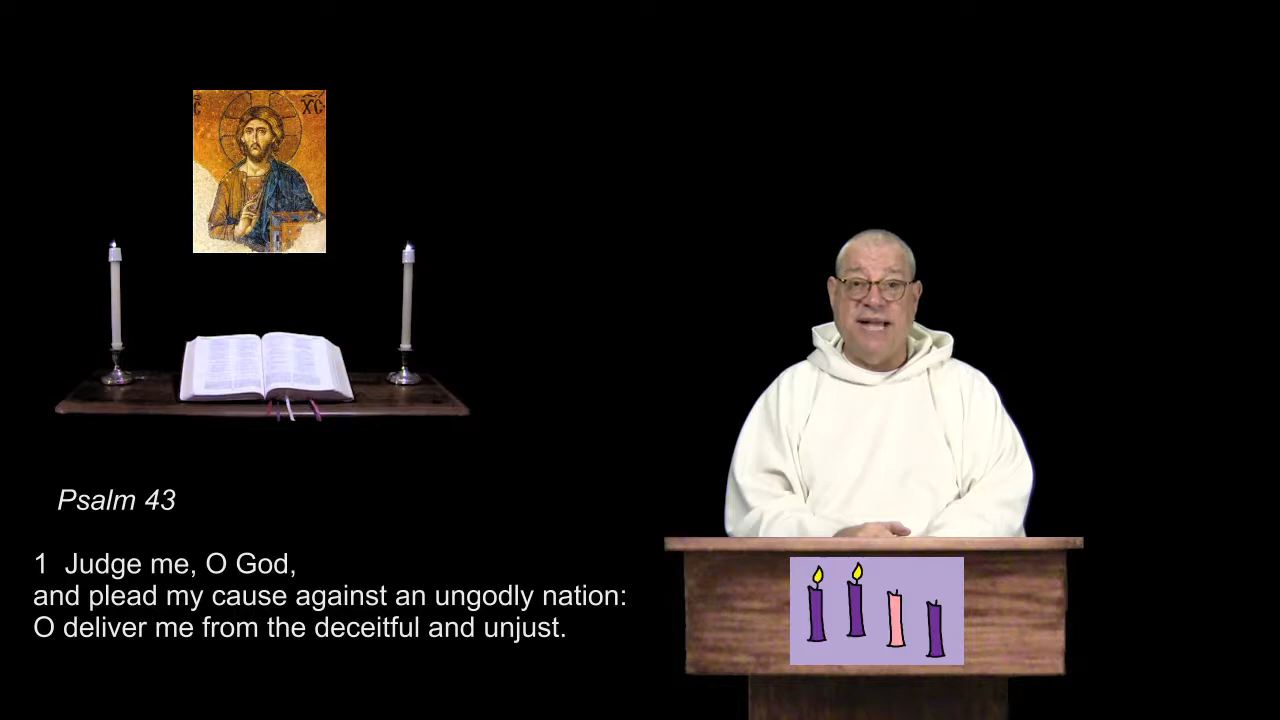 XC
Psalm 43
1 Judge me, O God,
and plead my cause against an ungodly nation:
O deliver me from the deceitful and unjust.